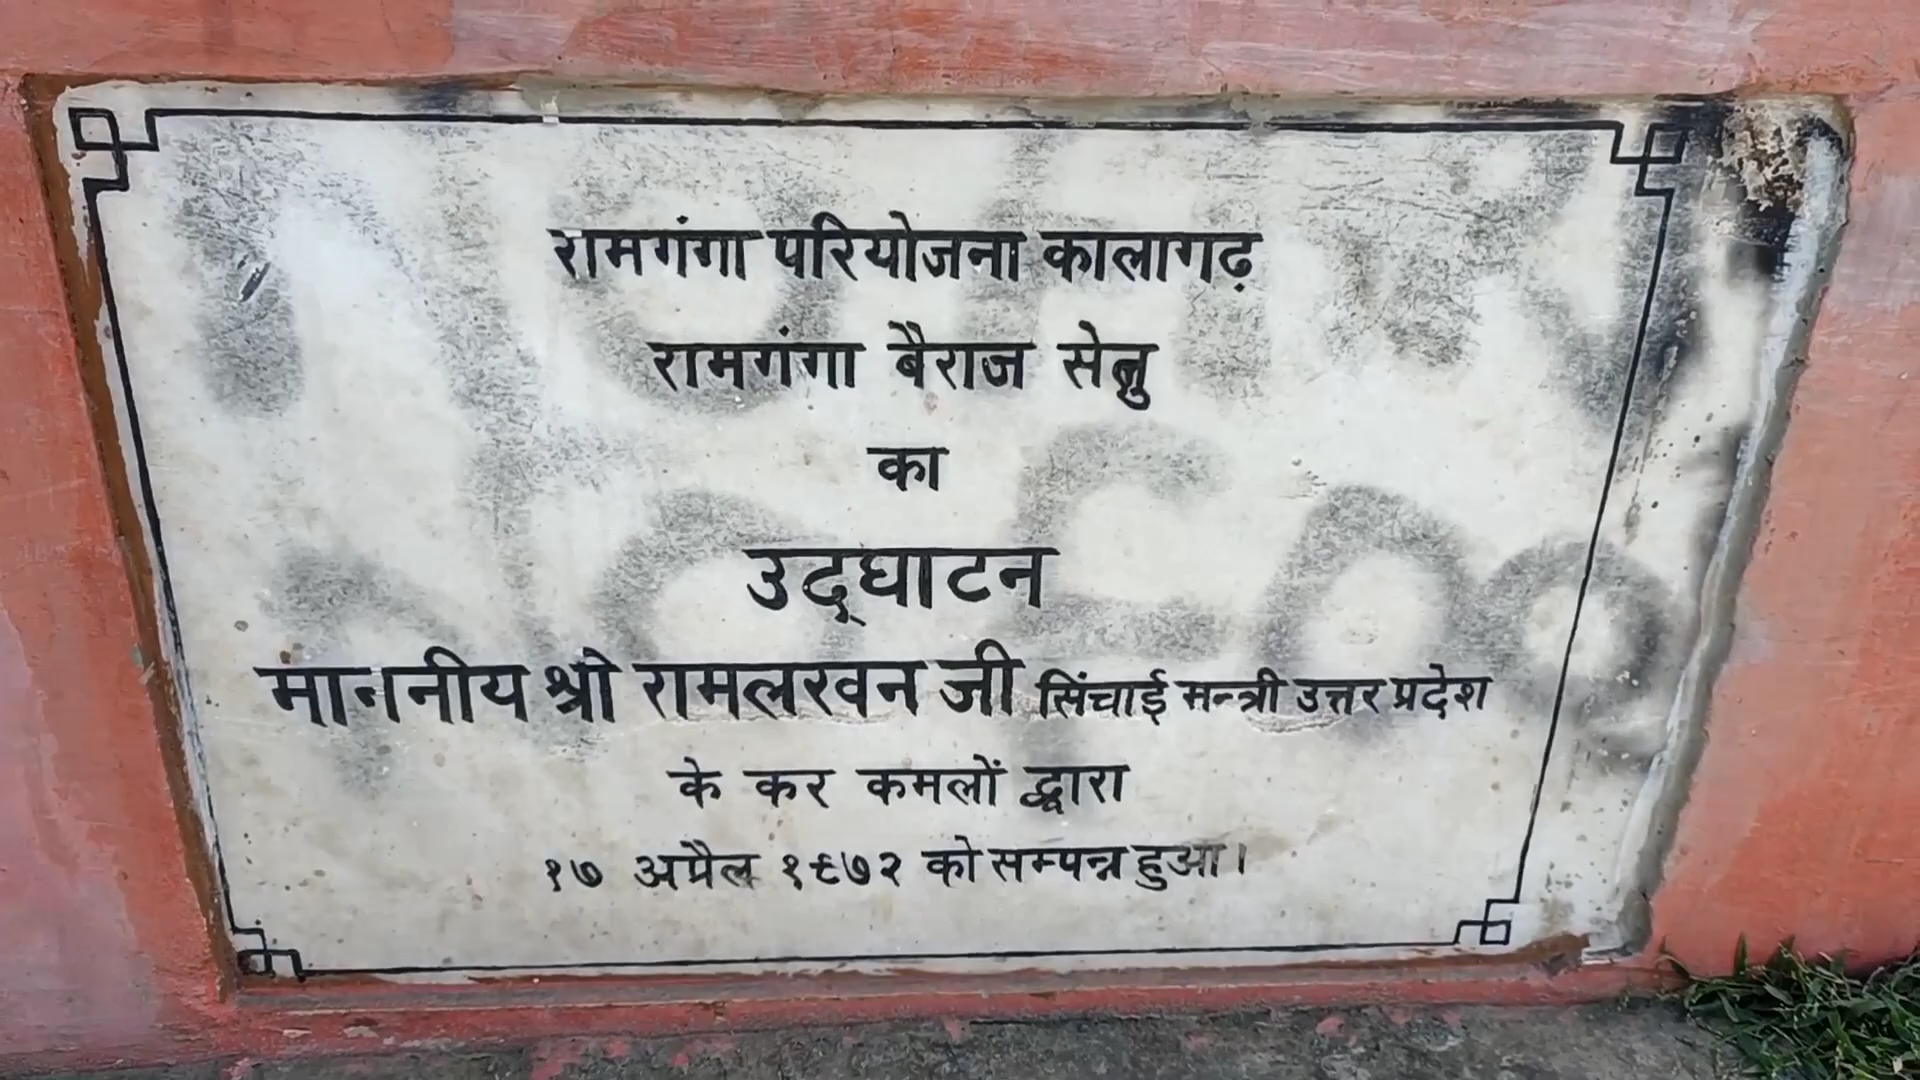 रामगंगा परियोजना कालागढ़
रामगंगा बैराज सेतु
का
उद्घाटन
माननीय श्री रामलखन जी सिंचाई मन्त्री उत्तर प्रदेश
के कर कमलों द्वारा
१७ अप्रैल १९७२ को सम्पन्न हुआ।